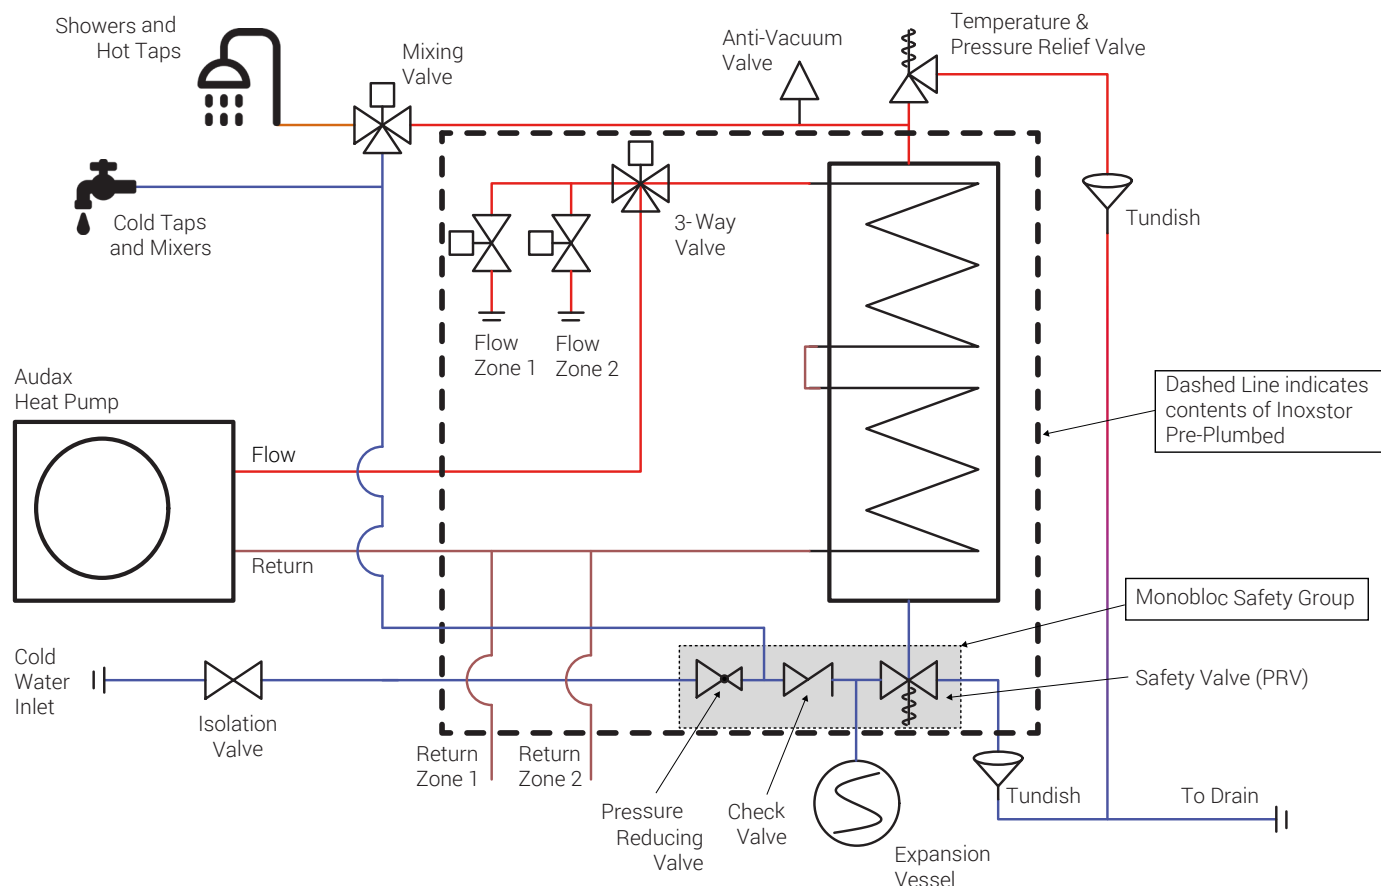 Showers and
Hot Taps
Mixing
Valve
Anti-Vacuum
Valve
Temperature &
Pressure Relief Valve
Cold Taps
and Mixers
3-Way
Valve
Tundish
Flow
Zone 1
Flow
Zone 2
Audax
Heat Pump
Flow
Return
Dashed Line indicates
contents of Inoxstor
Pre-Plumbed
Monobloc Safety Group
Safety Valve (PRV)
Cold
Water
Inlet
Isolation
Valve
Return
Zone 1
Return
Zone 2
Pressure
Reducing
Valve
Check
Valve
Expansion
Vessel
Tundish
To Drain